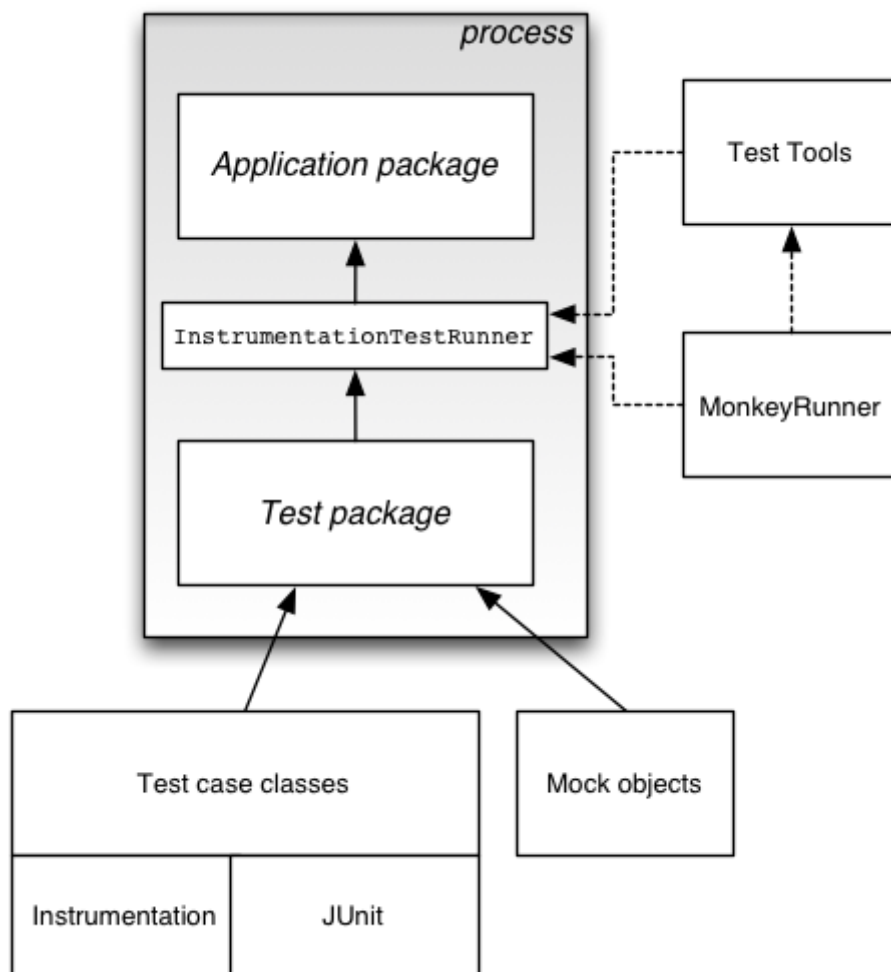 process
Application package
Test Tools
InstrumentationTestRunner
MonkeyRunner
Test package
Test case classes
Mock objects
Instrumentation
JUnit